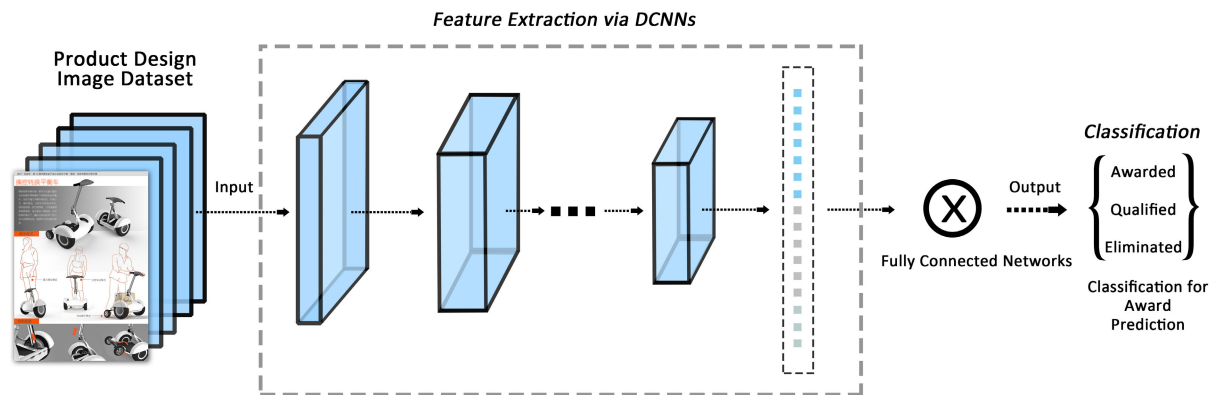 Feature Extraction via DCNNs
Product Design
Image Dataset
Input
X
Fully Connected Networks
Output
Classification
Awarded
Qualified
Eliminated
Classification for
Award
Prediction